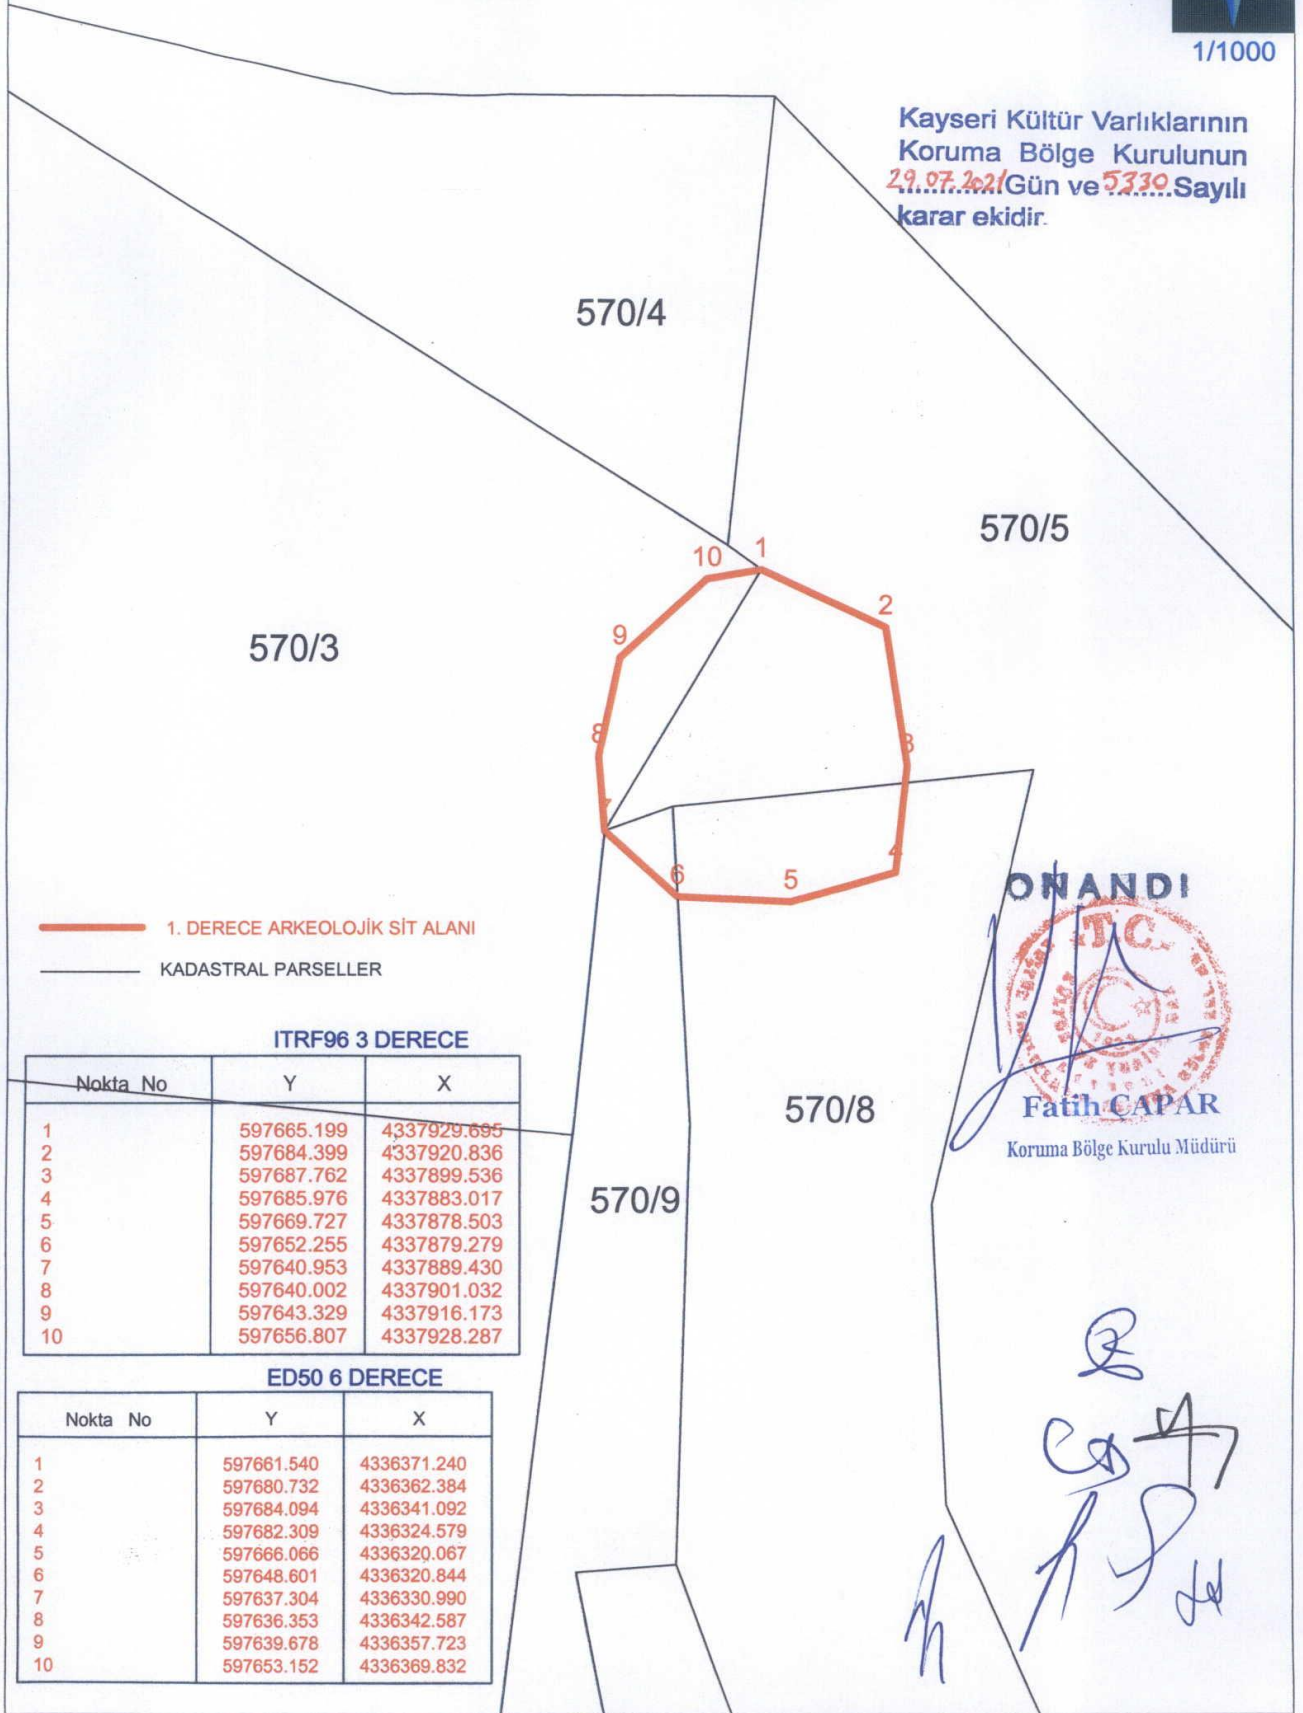 1/1000
Kayseri Kültür Varlıklarının
Koruma Bölge Kurulunun
29.07.2021 Gün ve 5330 Sayılı
karar ekidir.
570/4
570/5
570/3
10
1
2
9
8
3
7
6
5
4
1. DERECE ARKEOLOJİK SİT ALANI
KADASTRAL PARSELLER
ONANDI
T.C.
Fatih ÇAPAR
Koruma Bölge Kurulu Müdürü
570/8
570/9
ITRF96 3 DERECE
Nokta No Y X
1 597665.199 4337929.695
2 597684.399 4337920.836
3 597687.762 4337899.536
4 597685.976 4337883.017
5 597669.727 4337878.503
6 597652.255 4337879.279
7 597640.953 4337889.430
8 597640.002 4337901.032
9 597643.329 4337916.173
10 597656.807 4337928.287
ED50 6 DERECE
Nokta No Y X
1 597661.540 4336371.240
2 597680.732 4336362.384
3 597684.094 4336341.092
4 597682.309 4336324.579
5 597666.066 4336320.067
6 597648.601 4336320.844
7 597637.304 4336330.990
8 597636.353 4336342.587
9 597639.678 4336357.723
10 597653.152 4336369.832